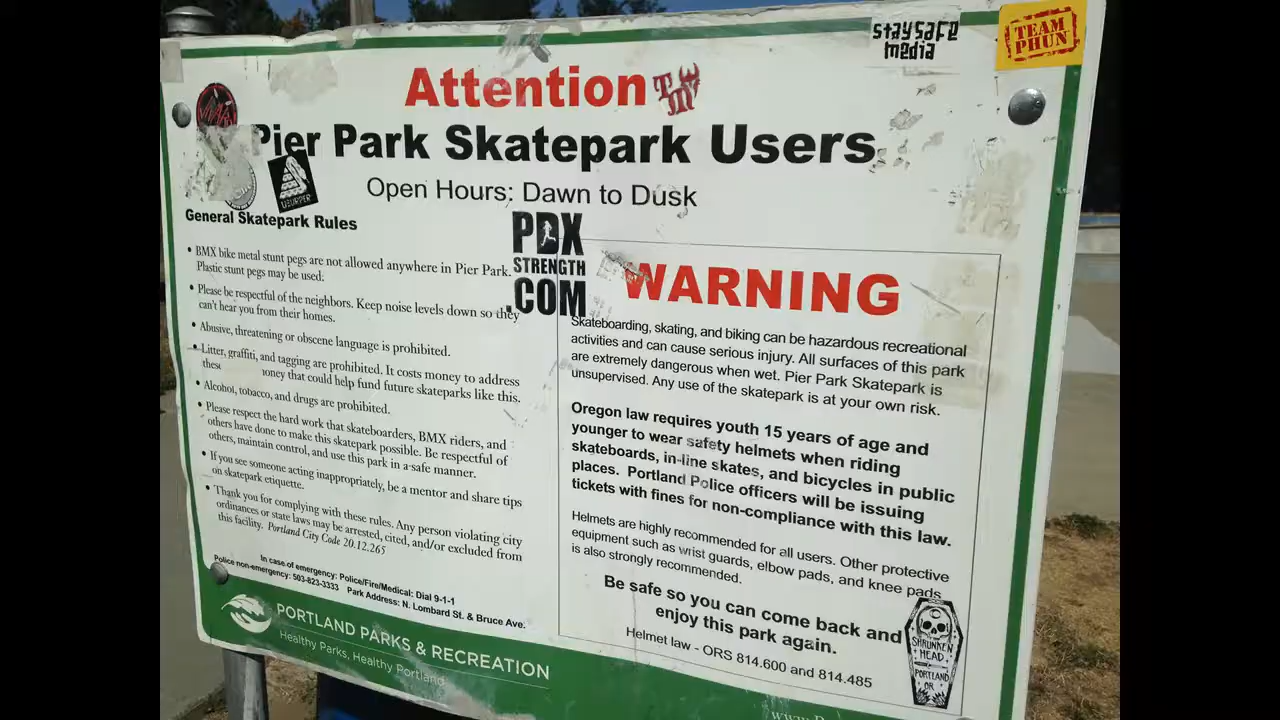 staysafe
media
TEAM
PHUN
Attention
Pier Park Skatepark Users
Open Hours: Dawn to Dusk
USURPER
General Skatepark Rules
• BMX bike metal stunt pegs are not allowed anywhere in Pier Park.
Plastic stunt pegs may be used.
• Please be respectful of the neighbors. Keep noise levels down so they
can't hear you from their homes.
• Abusive, threatening or obscene language is prohibited.
• Litter, graffiti, and tagging are prohibited. It costs money to address
these oney that could help fund future skateparks like this.
• Alcohol, tobacco, and drugs are prohibited.
• Please respect the hard work that skateboarders, BMX riders, and
others have done to make this skatepark possible. Be respectful of
others, maintain control, and use this park in a safe manner.
• If you see someone acting inappropriately, be a mentor and share tips
on skatepark etiquette.
• Thank you for complying with these rules. Any person violating city
ordinances or state laws may be arrested, cited, and/or excluded from
this facility. Portland City Code 20.12.265
In case of emergency: Police/Fire/Medical: Dial 9-1-1
Police non-emergency: 503-823-3333 Park Address: N. Lombard St. & Bruce Ave.
PORTLAND PARKS & RECREATION
Healthy Parks, Healthy Portland
PDX
STRENGTH
.COM
WARNING
Skateboarding, skating, and biking can be hazardous recreational
activities and can cause serious injury. All surfaces of this park
are extremely dangerous when wet. Pier Park Skatepark is
unsupervised. Any use of the skatepark is at your own risk.
Oregon law requires youth 15 years of age and
younger to wear safety helmets when riding
skateboards, in-line skates, and bicycles in public
places. Portland Police officers will be issuing
tickets with fines for non-compliance with this law.
Helmets are highly recommended for all users. Other protective
equipment such as wrist guards, elbow pads, and knee pads
is also strongly recommended.
Be safe so you can come back and
enjoy this park again.
Helmet law - ORS 814.600 and 814.485
SHRUNKEN
HEAD
PORTLAND
OR